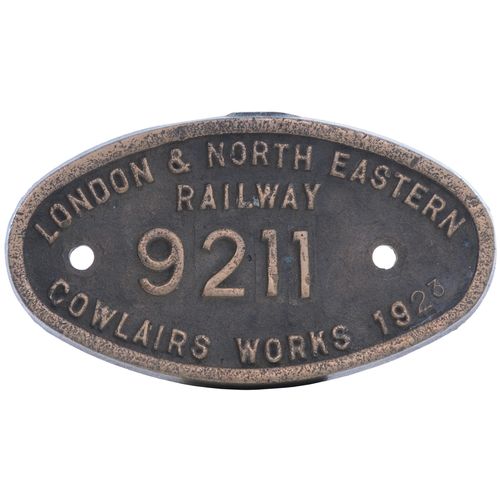 LONDON & NORTH EASTERN
RAILWAY
9211
COWLAIRS WORKS 1923